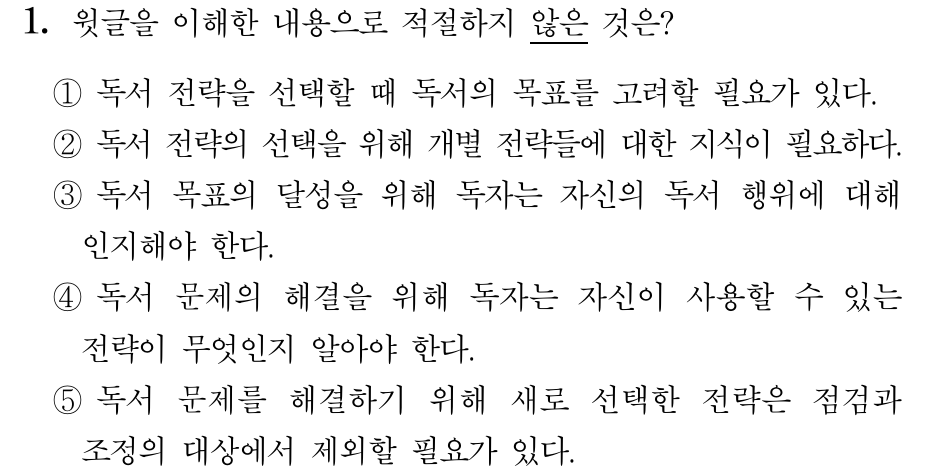 1. 윗글을 이해한 내용으로 적절하지 않은 것은?
① 독서 전략을 선택할 때 독서의 목표를 고려할 필요가 있다.
② 독서 전략의 선택을 위해 개별 전략들에 대한 지식이 필요하다.
③ 독서 목표의 달성을 위해 독자는 자신의 독서 행위에 대해
인지해야 한다.
④ 독서 문제의 해결을 위해 독자는 자신이 사용할 수 있는
전략이 무엇인지 알아야 한다.
⑤ 독서 문제를 해결하기 위해 새로 선택한 전략은 점검과
조정의 대상에서 제외할 필요가 있다.